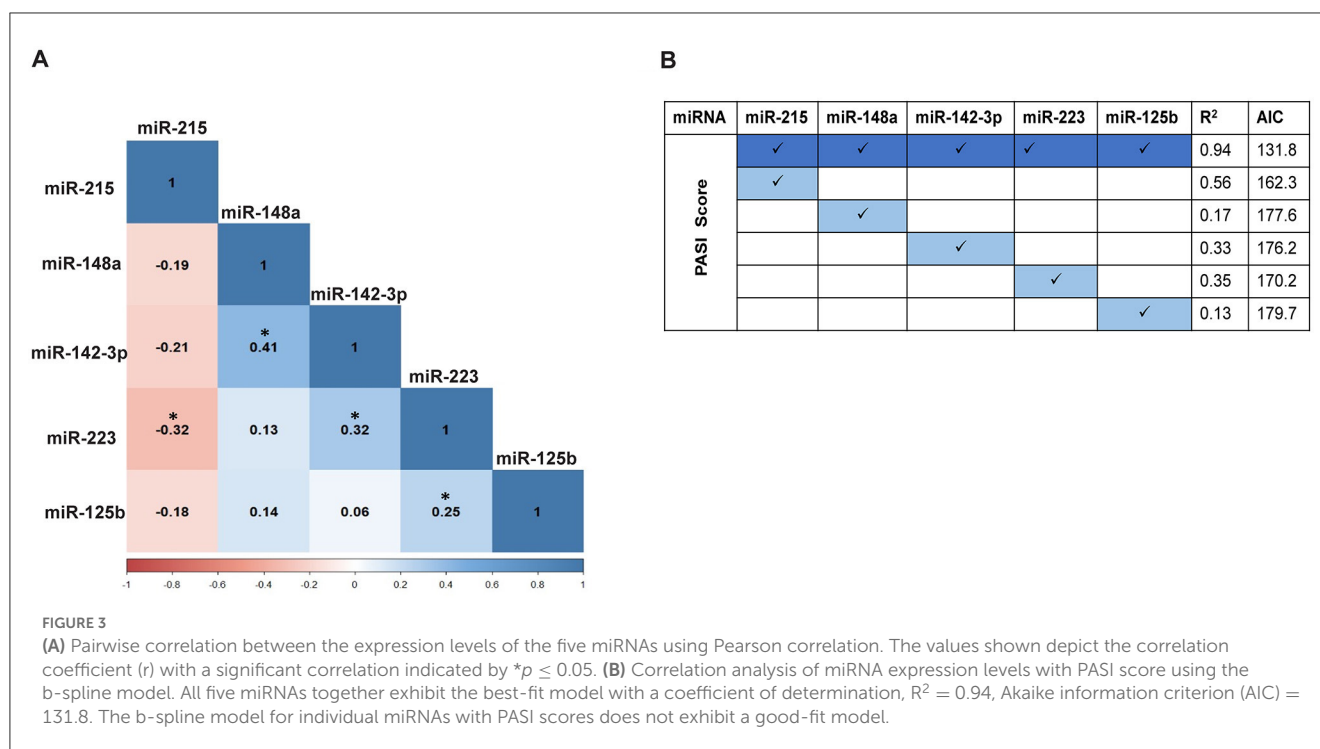 A
miR-215
miR-215
1
miR-148a
miR-148a
-0.19
1
miR-142-3p
miR-142-3p
-0.21
*
0.41
1
miR-223
miR-223
*
-0.32
0.13
*
0.32
1
miR-125b
miR-125b
-0.18
0.14
0.06
*
0.25
1
-1 -0.8 -0.6 -0.4 -0.2 0 0.2 0.4 0.6 0.8 1
B
miRNA miR-215 miR-148a miR-142-3p miR-223 miR-125b R² AIC
PASI Score
✓ ✓ ✓ ✓ ✓ 0.94 131.8
✓ 0.56 162.3
✓ 0.17 177.6
✓ 0.33 176.2
✓ 0.35 170.2
✓ 0.13 179.7
FIGURE 3
(A) Pairwise correlation between the expression levels of the five miRNAs using Pearson correlation. The values shown depict the correlation
coefficient (r) with a significant correlation indicated by *p ≤ 0.05. (B) Correlation analysis of miRNA expression levels with PASI score using the
b-spline model. All five miRNAs together exhibit the best-fit model with a coefficient of determination, R² = 0.94, Akaike information criterion (AIC) =
131.8. The b-spline model for individual miRNAs with PASI scores does not exhibit a good-fit model.